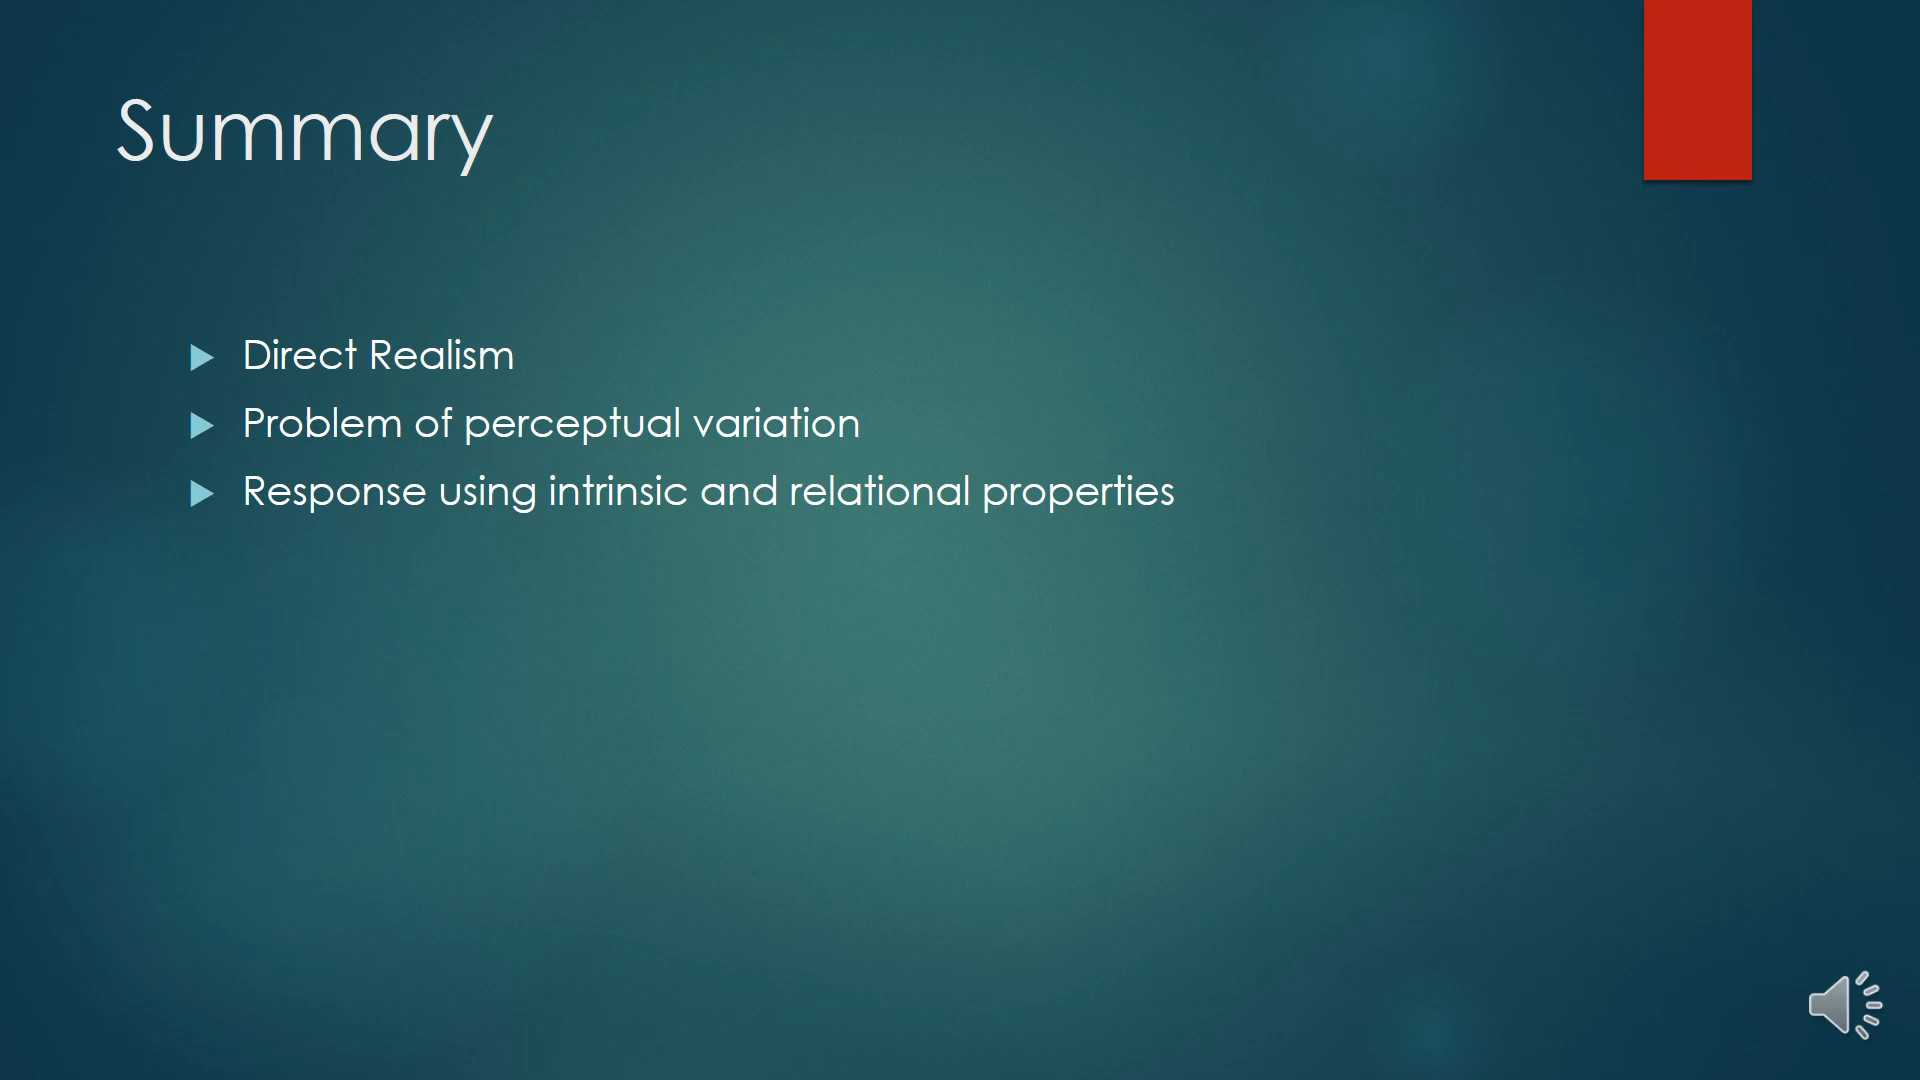 Summary
Direct Realism
Problem of perceptual variation
Response using intrinsic and relational properties